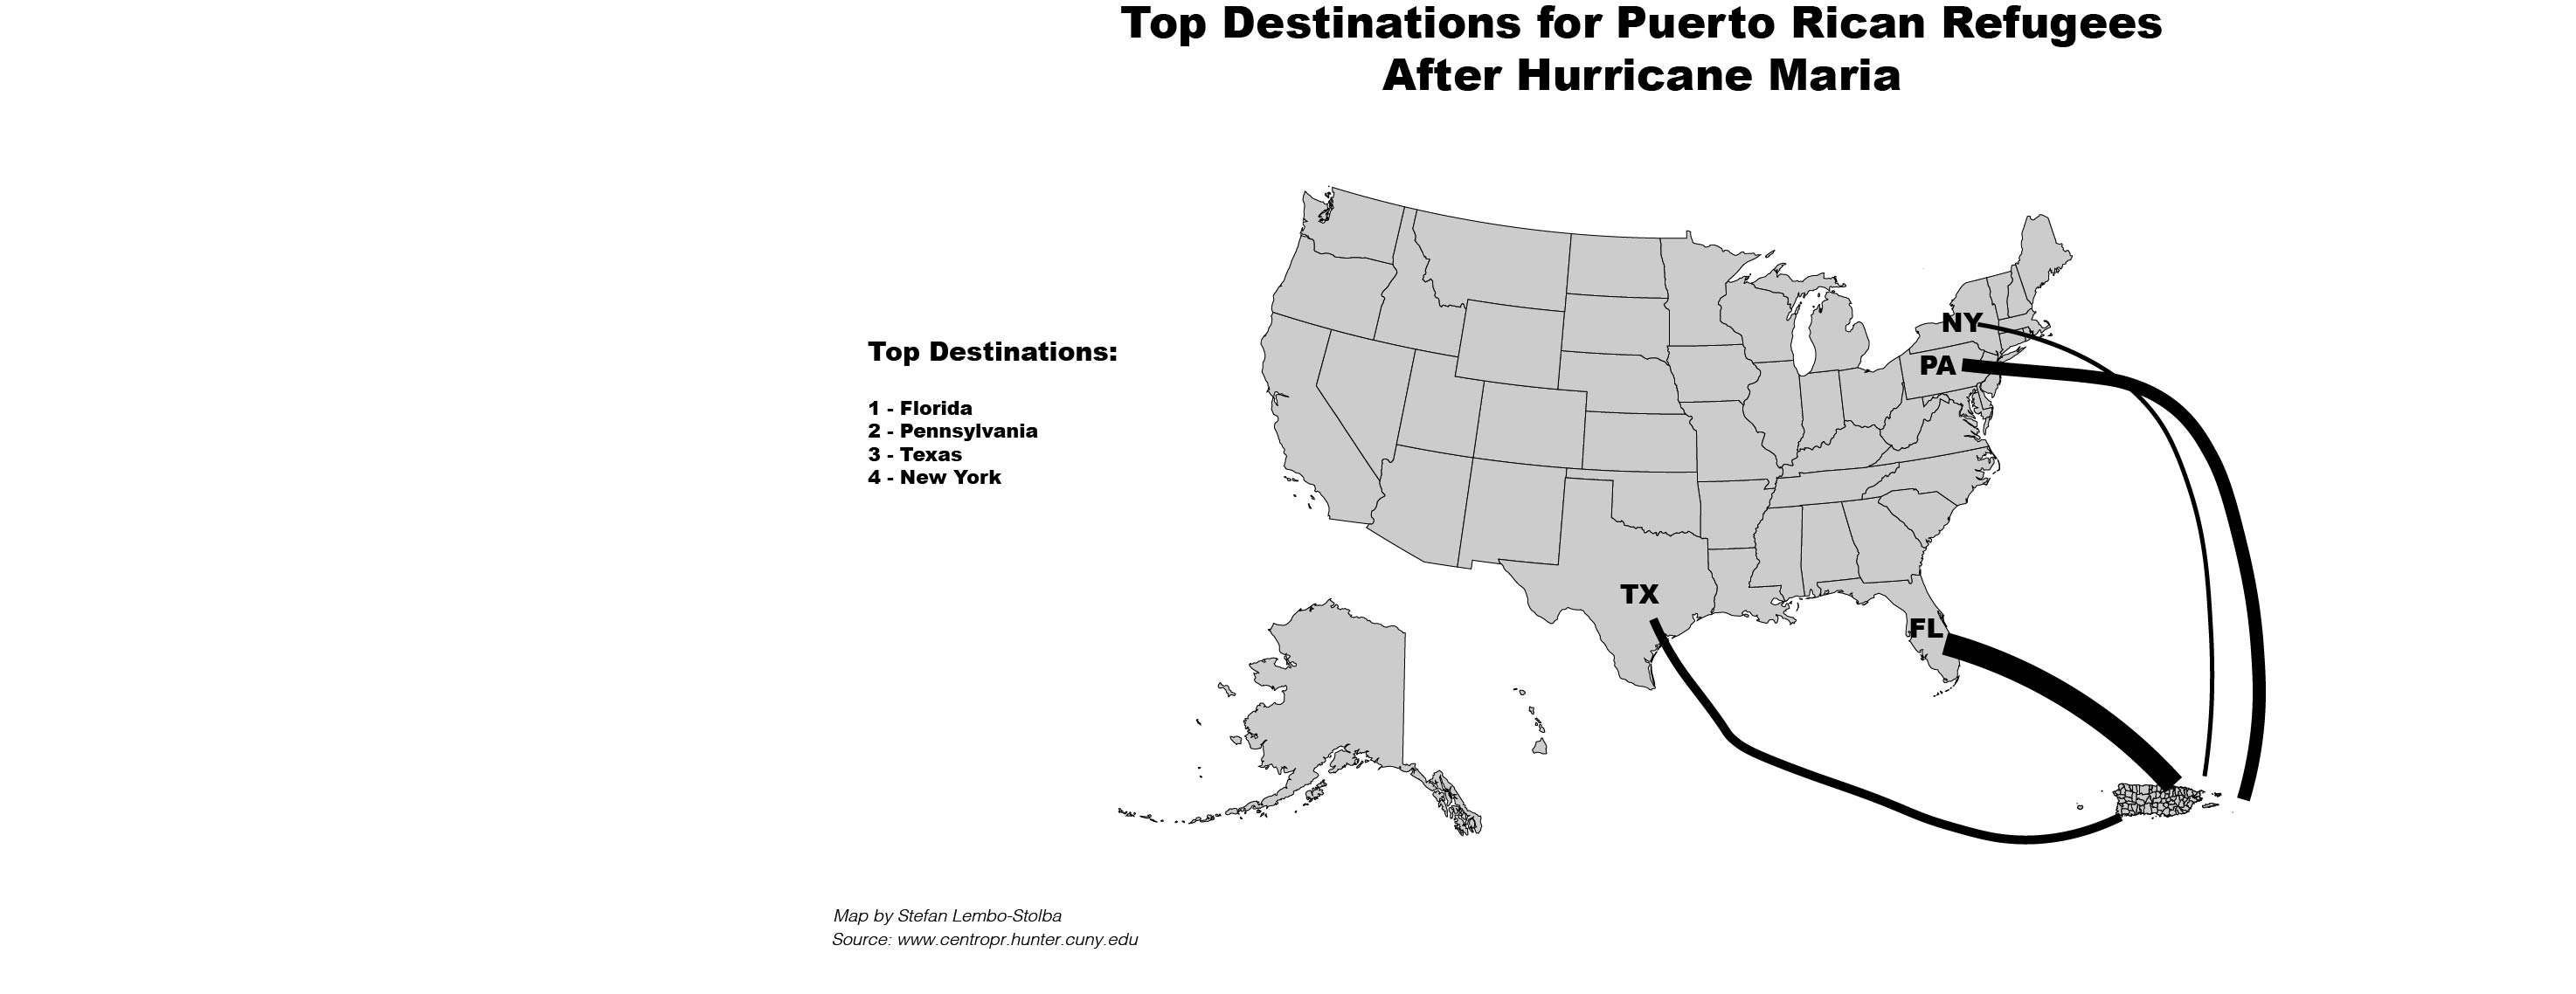 Top Destinations for Puerto Rican Refugees
After Hurricane Maria
Top Destinations:
1 - Florida
2 - Pennsylvania
3 - Texas
4 - New York
NY
PA
TX
FL
Map by Stefan Lembo-Stolba
Source: www.centropr.hunter.cuny.edu